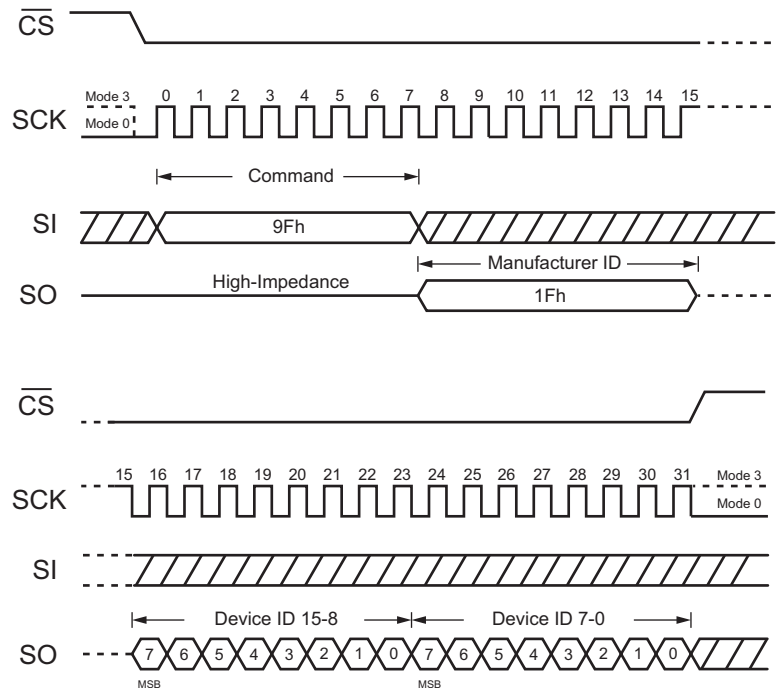 CS
Mode 3
Mode 0
SCK
0 1 2 3 4 5 6 7 8 9 10 11 12 13 14 15
Command
SI
9Fh
Manufacturer ID
SO
High-Impedance
1Fh
CS
15 16 17 18 19 20 21 22 23 24 25 26 27 28 29 30 31
Mode 3
Mode 0
SCK
SI
Device ID 15-8
Device ID 7-0
SO
7 6 5 4 3 2 1 0 7 6 5 4 3 2 1 0
MSB
MSB